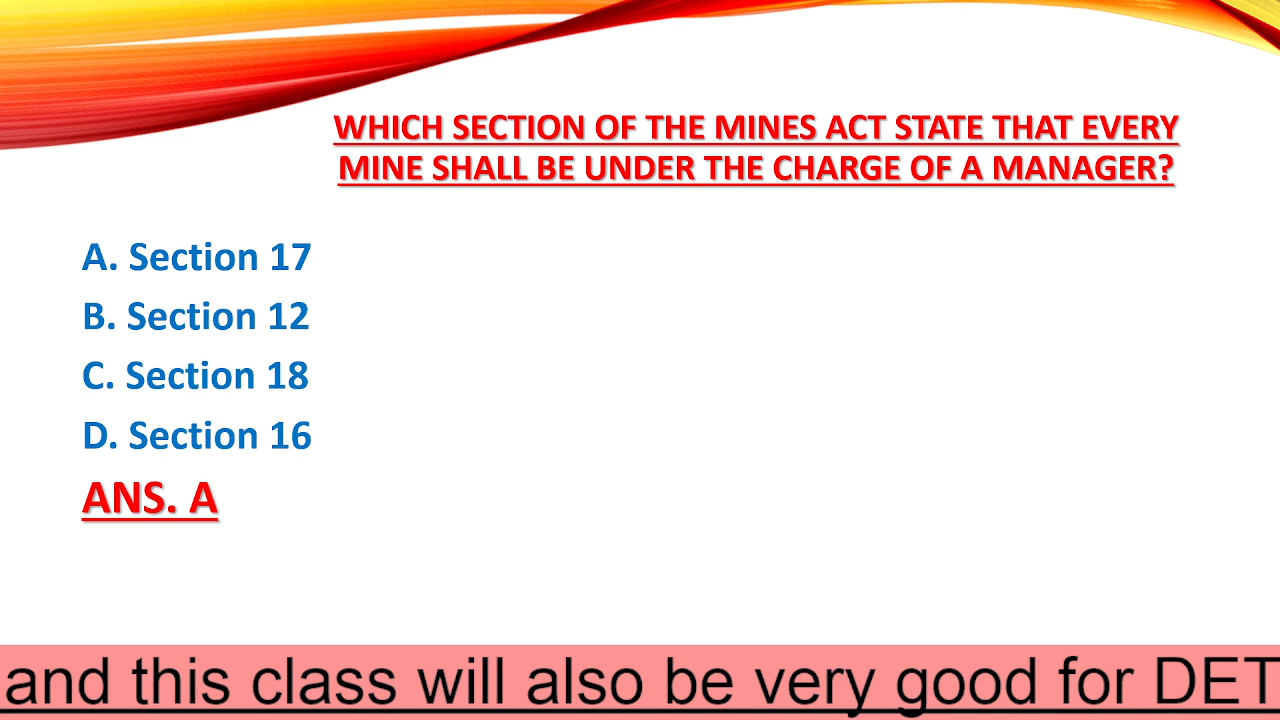 WHICH SECTION OF THE MINES ACT STATE THAT EVERY
MINE SHALL BE UNDER THE CHARGE OF A MANAGER?
A. Section 17
B. Section 12
C. Section 18
D. Section 16
ANS. A
and this class will also be very good for DET